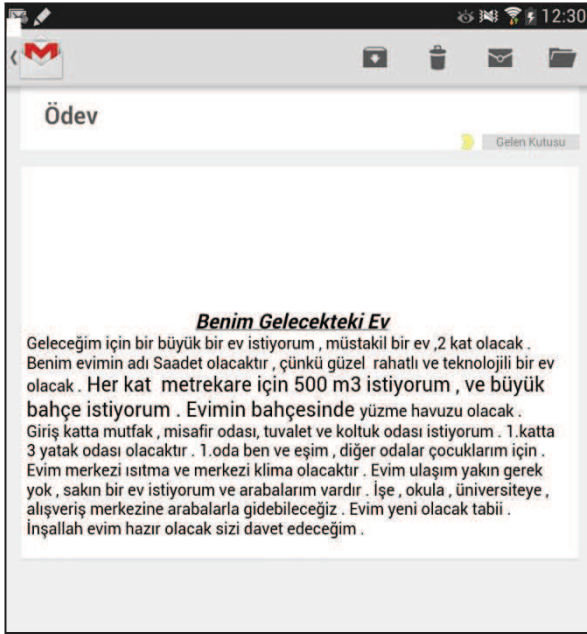 12:30
Ödev
Gelen Kutusu
Benim Gelecekteki Ev
Geleceğim için bir büyük bir ev istiyorum , müstakil bir ev ,2 kat olacak .
Benim evimin adı Saadet olacaktır , çünkü güzel rahatlı ve teknolojili bir ev
olacak . Her kat metrekare için 500 m3 istiyorum , ve büyük
bahçe istiyorum . Evimin bahçesinde yüzme havuzu olacak .
Giriş katta mutfak , misafir odası, tuvalet ve koltuk odası istiyorum . 1.katta
3 yatak odası olacaktır . 1.oda ben ve eşim , diğer odalar çocuklarım için .
Evim merkezi ısıtma ve merkezi klima olacaktır . Evim ulaşım yakın gerek
yok , sakın bir ev istiyorum ve arabalarım vardır . İşe , okula , üniversiteye ,
alışveriş merkezine arabalarla gidebileceğiz . Evim yeni olacak tabii .
İnşallah evim hazır olacak sizi davet edeceğim .